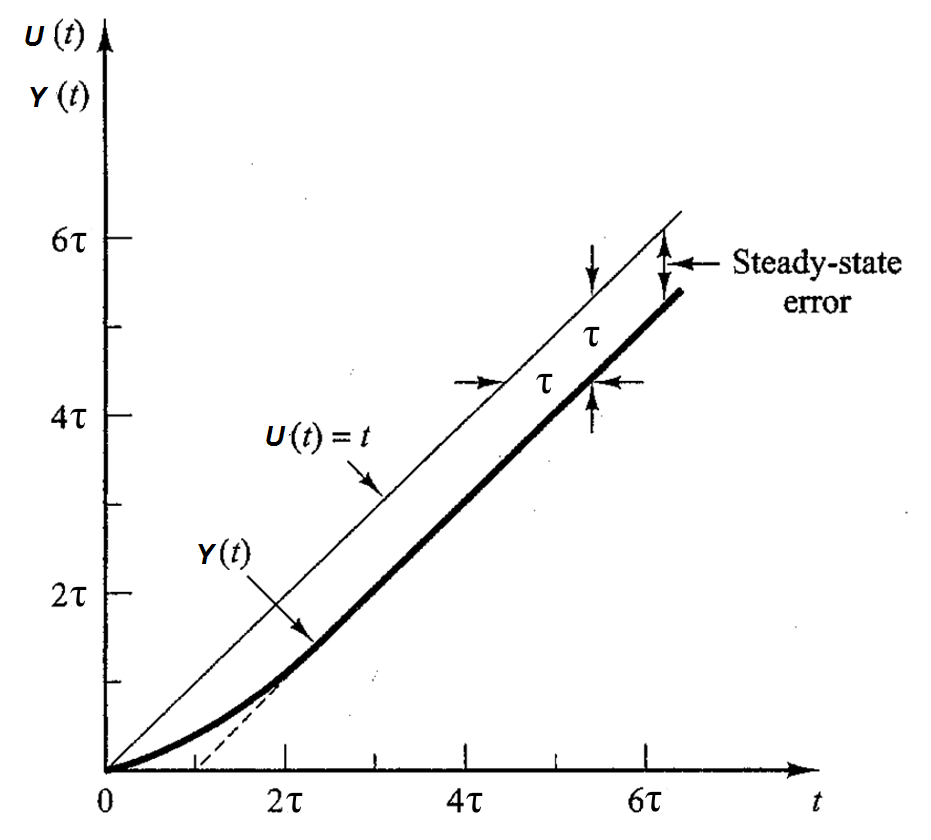 U (t)
Y (t)
6τ
Steady-state
error
τ
τ
4τ
U (t) = t
Y (t)
2τ
0
2τ
4τ
6τ
t